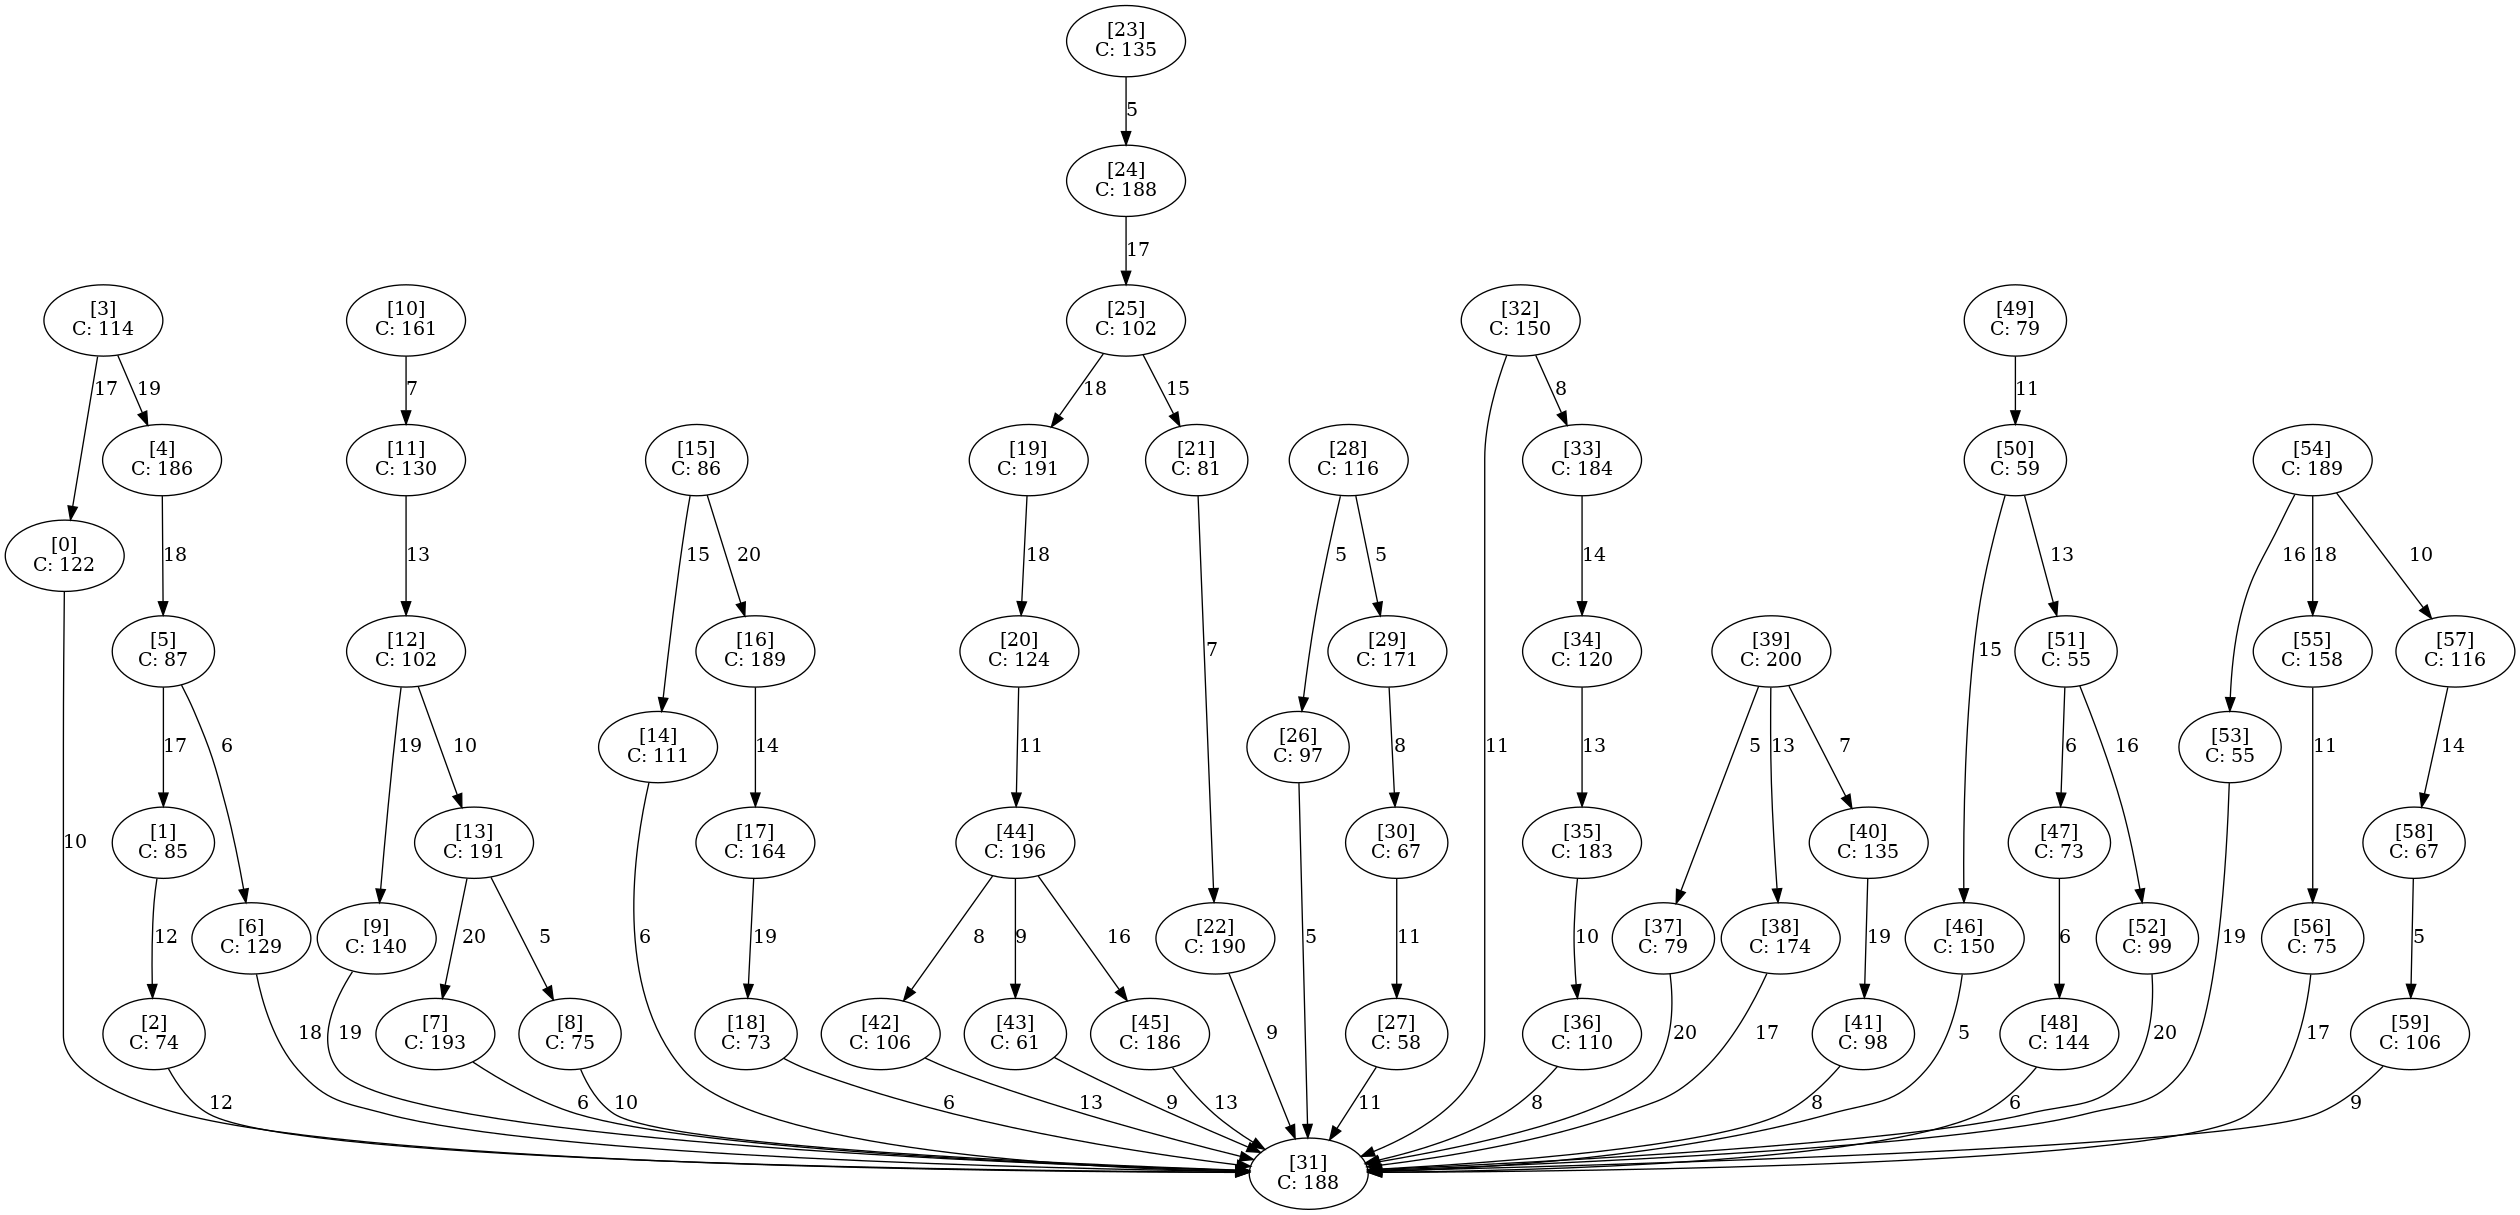 [23]
C: 135
5
[24]
C: 188
17
[3]
C: 114
[10]
C: 161
[25]
C: 102
[32]
C: 150
[49]
C: 79
17
19
7
18
15
8
11
[4]
C: 186
[11]
C: 130
[15]
C: 86
[19]
C: 191
[21]
C: 81
[28]
C: 116
[33]
C: 184
[50]
C: 59
[54]
C: 189
[0]
C: 122
18
13
15
20
18
5
5
14
13
16
18
10
[5]
C: 87
[12]
C: 102
[16]
C: 189
[20]
C: 124
7
[29]
C: 171
[34]
C: 120
[39]
C: 200
15
[51]
C: 55
[55]
C: 158
[57]
C: 116
17
6
19
10
[14]
C: 111
14
11
[26]
C: 97
8
11
13
5
13
7
6
16
[53]
C: 55
11
14
10
[1]
C: 85
[13]
C: 191
[17]
C: 164
[44]
C: 196
[30]
C: 67
[35]
C: 183
[40]
C: 135
[47]
C: 73
[58]
C: 67
12
[6]
C: 129
[9]
C: 140
20
5
6
19
8
9
16
[22]
C: 190
5
11
10
[37]
C: 79
[38]
C: 174
19
[46]
C: 150
6
[52]
C: 99
19
[56]
C: 75
5
[2]
C: 74
18
19
[7]
C: 193
[8]
C: 75
[18]
C: 73
[42]
C: 106
[43]
C: 61
[45]
C: 186
9
[27]
C: 58
[36]
C: 110
20
17
[41]
C: 98
5
[48]
C: 144
20
17
[59]
C: 106
12
6
10
6
13
9
13
11
8
8
6
9
[31]
C: 188